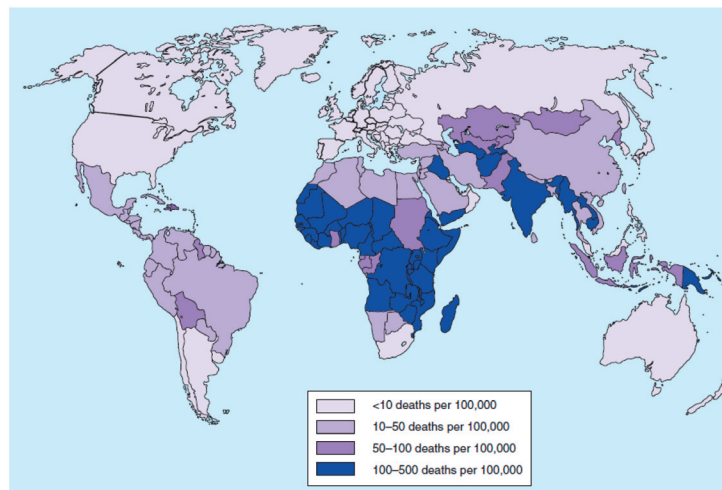 <10 deaths per 100,000
10–50 deaths per 100,000
50–100 deaths per 100,000
100–500 deaths per 100,000